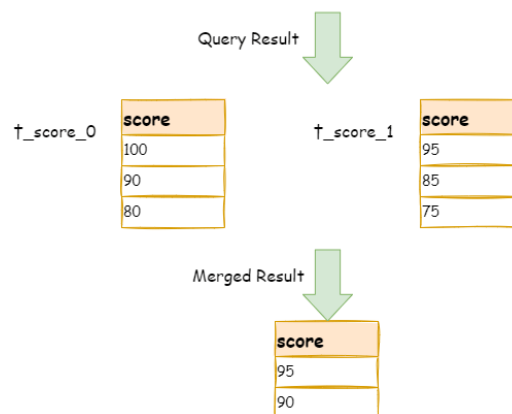 Query Result
t_score_0
score
100
90
80
t_score_1
score
95
85
75
Merged Result
score
95
90